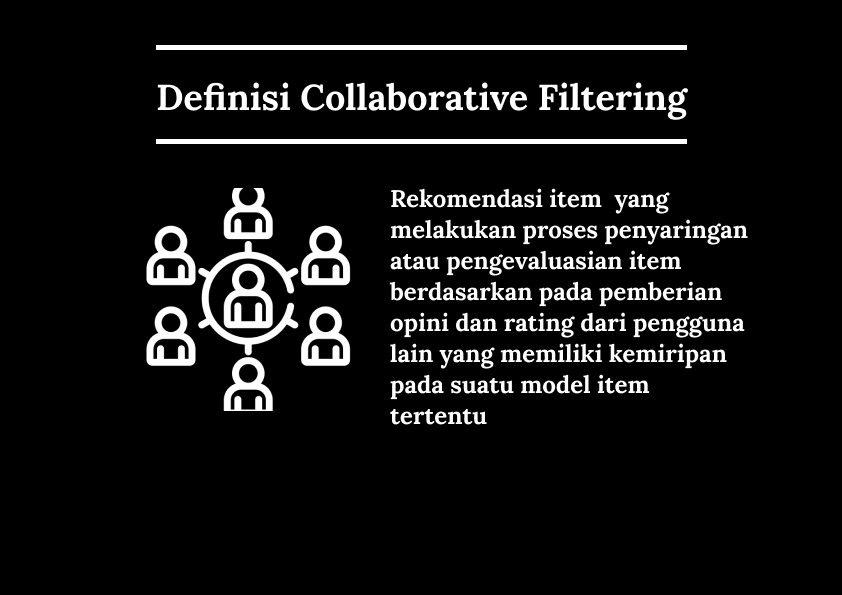 Definisi Collaborative Filtering
Rekomendasi item  yang
melakukan proses penyaringan
atau pengevaluasian item
berdasarkan pada pemberian
opini dan rating dari pengguna
lain yang memiliki kemiripan
pada suatu model item
tertentu